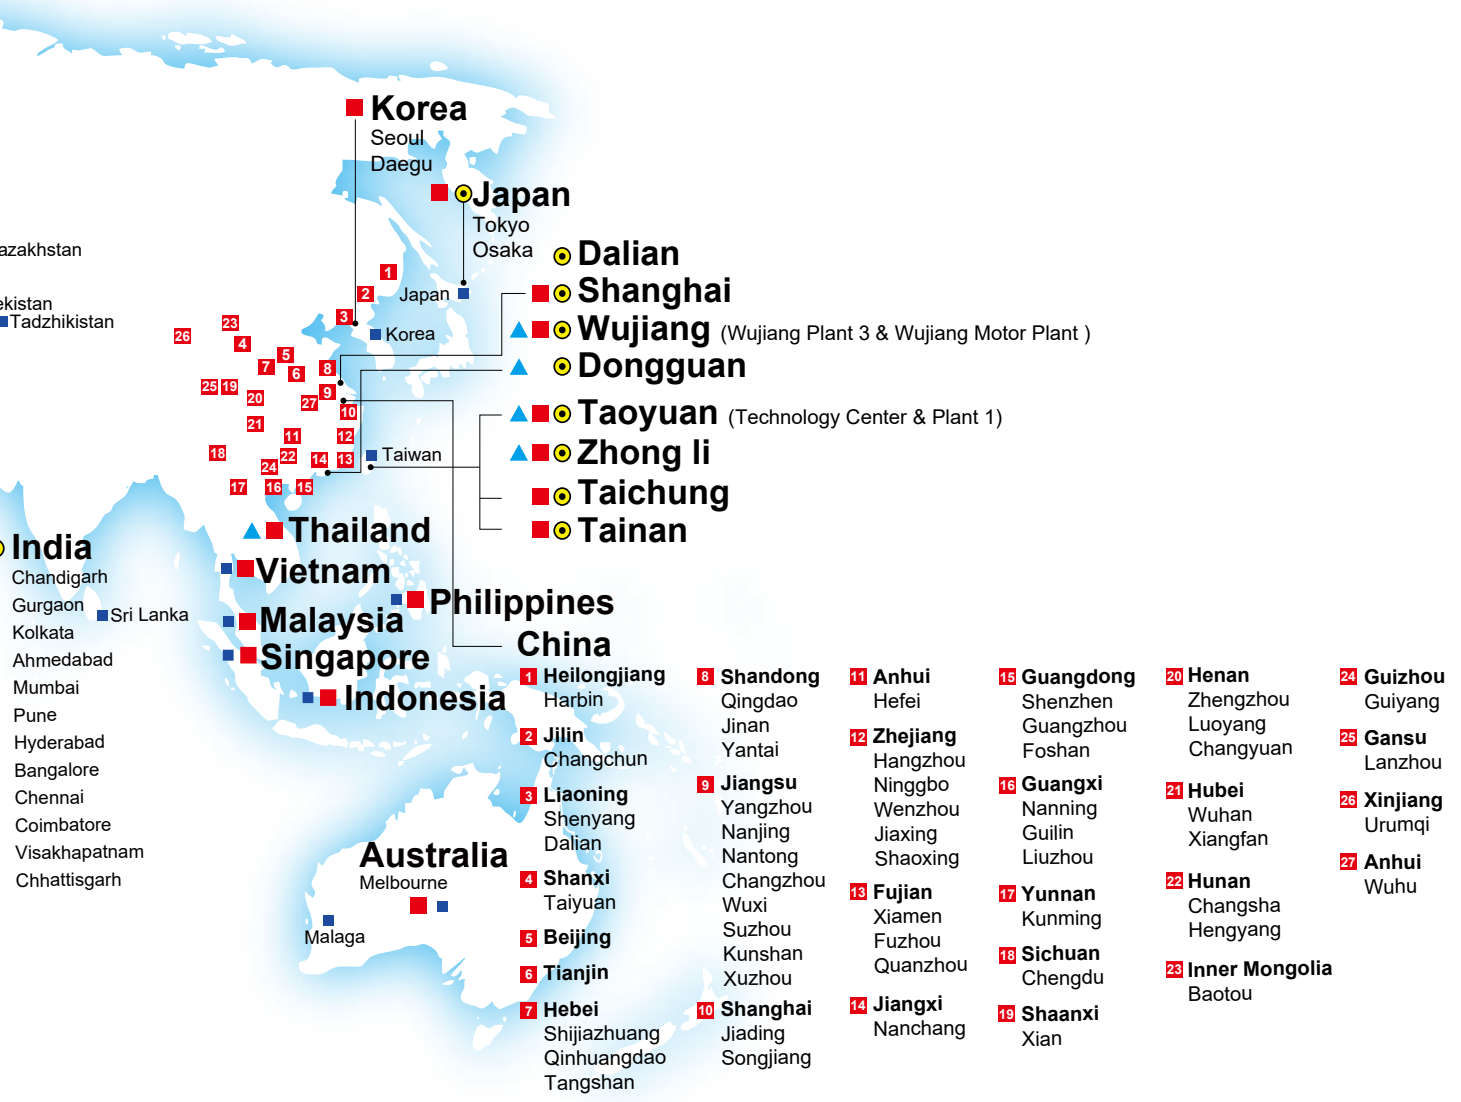 Korea
Seoul
Daegu
Japan
Tokyo
Osaka
azakhstan
ekistan
Tadzhikistan
Dalian
Shanghai
Wujiang (Wujiang Plant 3 & Wujiang Motor Plant )
Dongguan
Taoyuan (Technology Center & Plant 1)
Zhong li
Taichung
Tainan
1
2
Japan
3
Korea
23
26
4
5
7
6
8
25
19
9
20
27
10
21
11
12
18
22
14
13
Taiwan
24
17
16
15
Thailand
Vietnam
Philippines
Malaysia
Singapore
Indonesia
India
Chandigarh
Gurgaon
Sri Lanka
Kolkata
Ahmedabad
Mumbai
Pune
Hyderabad
Bangalore
Chennai
Coimbatore
Visakhapatnam
Chhattisgarh
Australia
Melbourne
Malaga
China
1 Heilongjiang
Harbin
2 Jilin
Changchun
3 Liaoning
Shenyang
Dalian
4 Shanxi
Taiyuan
5 Beijing
6 Tianjin
7 Hebei
Shijiazhuang
Qinhuangdao
Tangshan
8 Shandong
Qingdao
Jinan
Yantai
9 Jiangsu
Yangzhou
Nanjing
Nantong
Changzhou
Wuxi
Suzhou
Kunshan
Xuzhou
10 Shanghai
Jiading
Songjiang
11 Anhui
Hefei
12 Zhejiang
Hangzhou
Ninggbo
Wenzhou
Jiaxing
Shaoxing
13 Fujian
Xiamen
Fuzhou
Quanzhou
14 Jiangxi
Nanchang
15 Guangdong
Shenzhen
Guangzhou
Foshan
16 Guangxi
Nanning
Guilin
Liuzhou
17 Yunnan
Kunming
18 Sichuan
Chengdu
19 Shaanxi
Xian
20 Henan
Zhengzhou
Luoyang
Changyuan
21 Hubei
Wuhan
Xiangfan
22 Hunan
Changsha
Hengyang
23 Inner Mongolia
Baotou
24 Guizhou
Guiyang
25 Gansu
Lanzhou
26 Xinjiang
Urumqi
27 Anhui
Wuhu